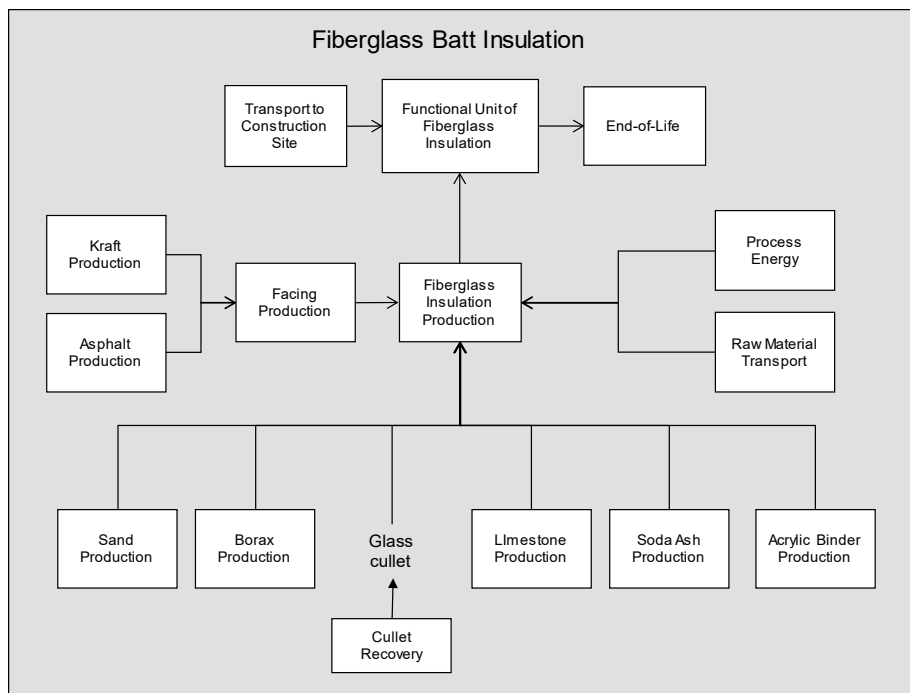 Fiberglass Batt Insulation
Transport to
Construction
Site
Functional Unit of
Fiberglass
Insulation
End-of-Life
Kraft
Production
Process
Energy
Facing
Production
Fiberglass
Insulation
Production
Asphalt
Production
Raw Material
Transport
Sand
Production
Borax
Production
Glass
cullet
LImestone
Production
Soda Ash
Production
Acrylic Binder
Production
Cullet
Recovery